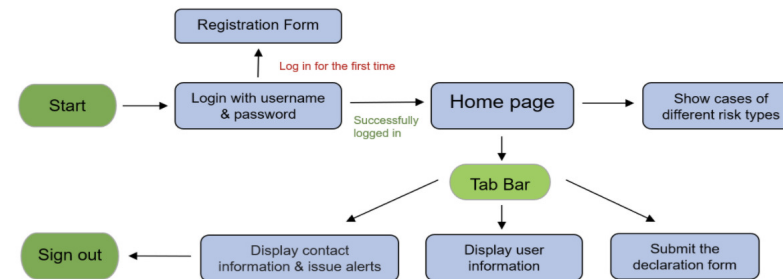 Registration Form
Log in for the first time
Start
Login with username
& password
Successfully
logged in
Home page
Show cases of
different risk types
Tab Bar
Sign out
Display contact
information & issue alerts
Display user
information
Submit the
declaration form